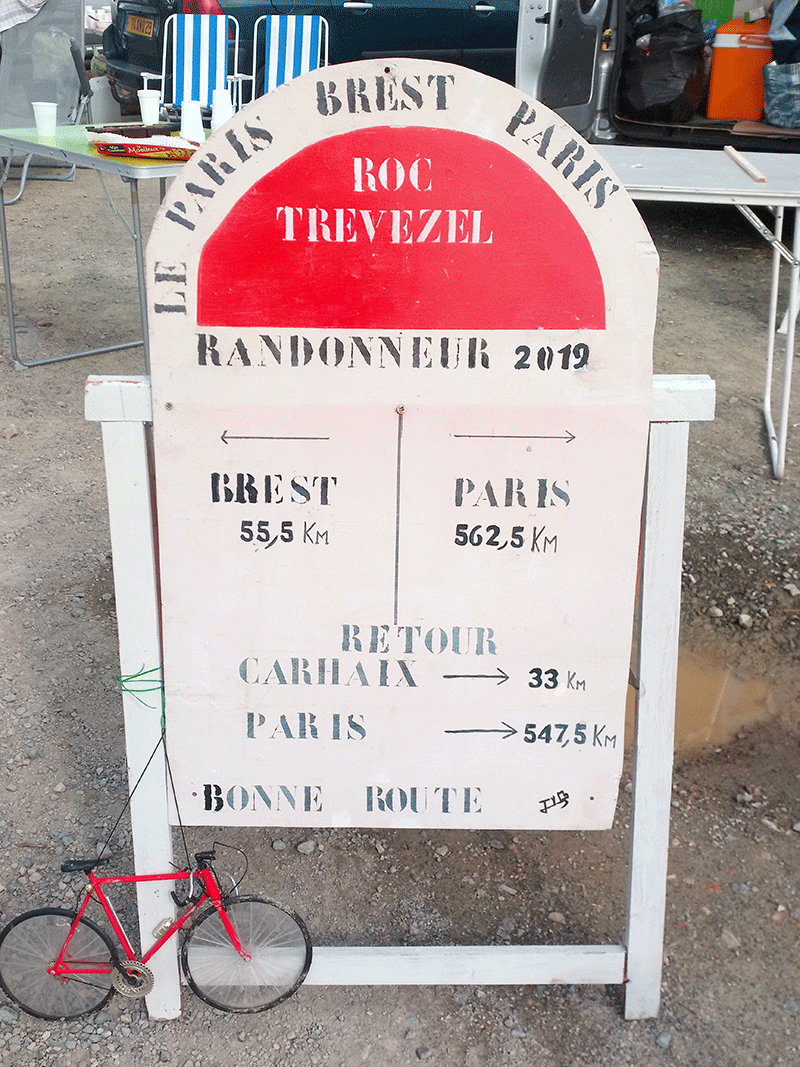 LE PARIS BREST PARIS
ROC
TREVEZEL
RANDONNEUR 2019
BREST PARIS
55,5 KM 562,5 KM
RETOUR
CARHAIX → 33 KM
PARIS → 547,5 KM
BONNE ROUTE